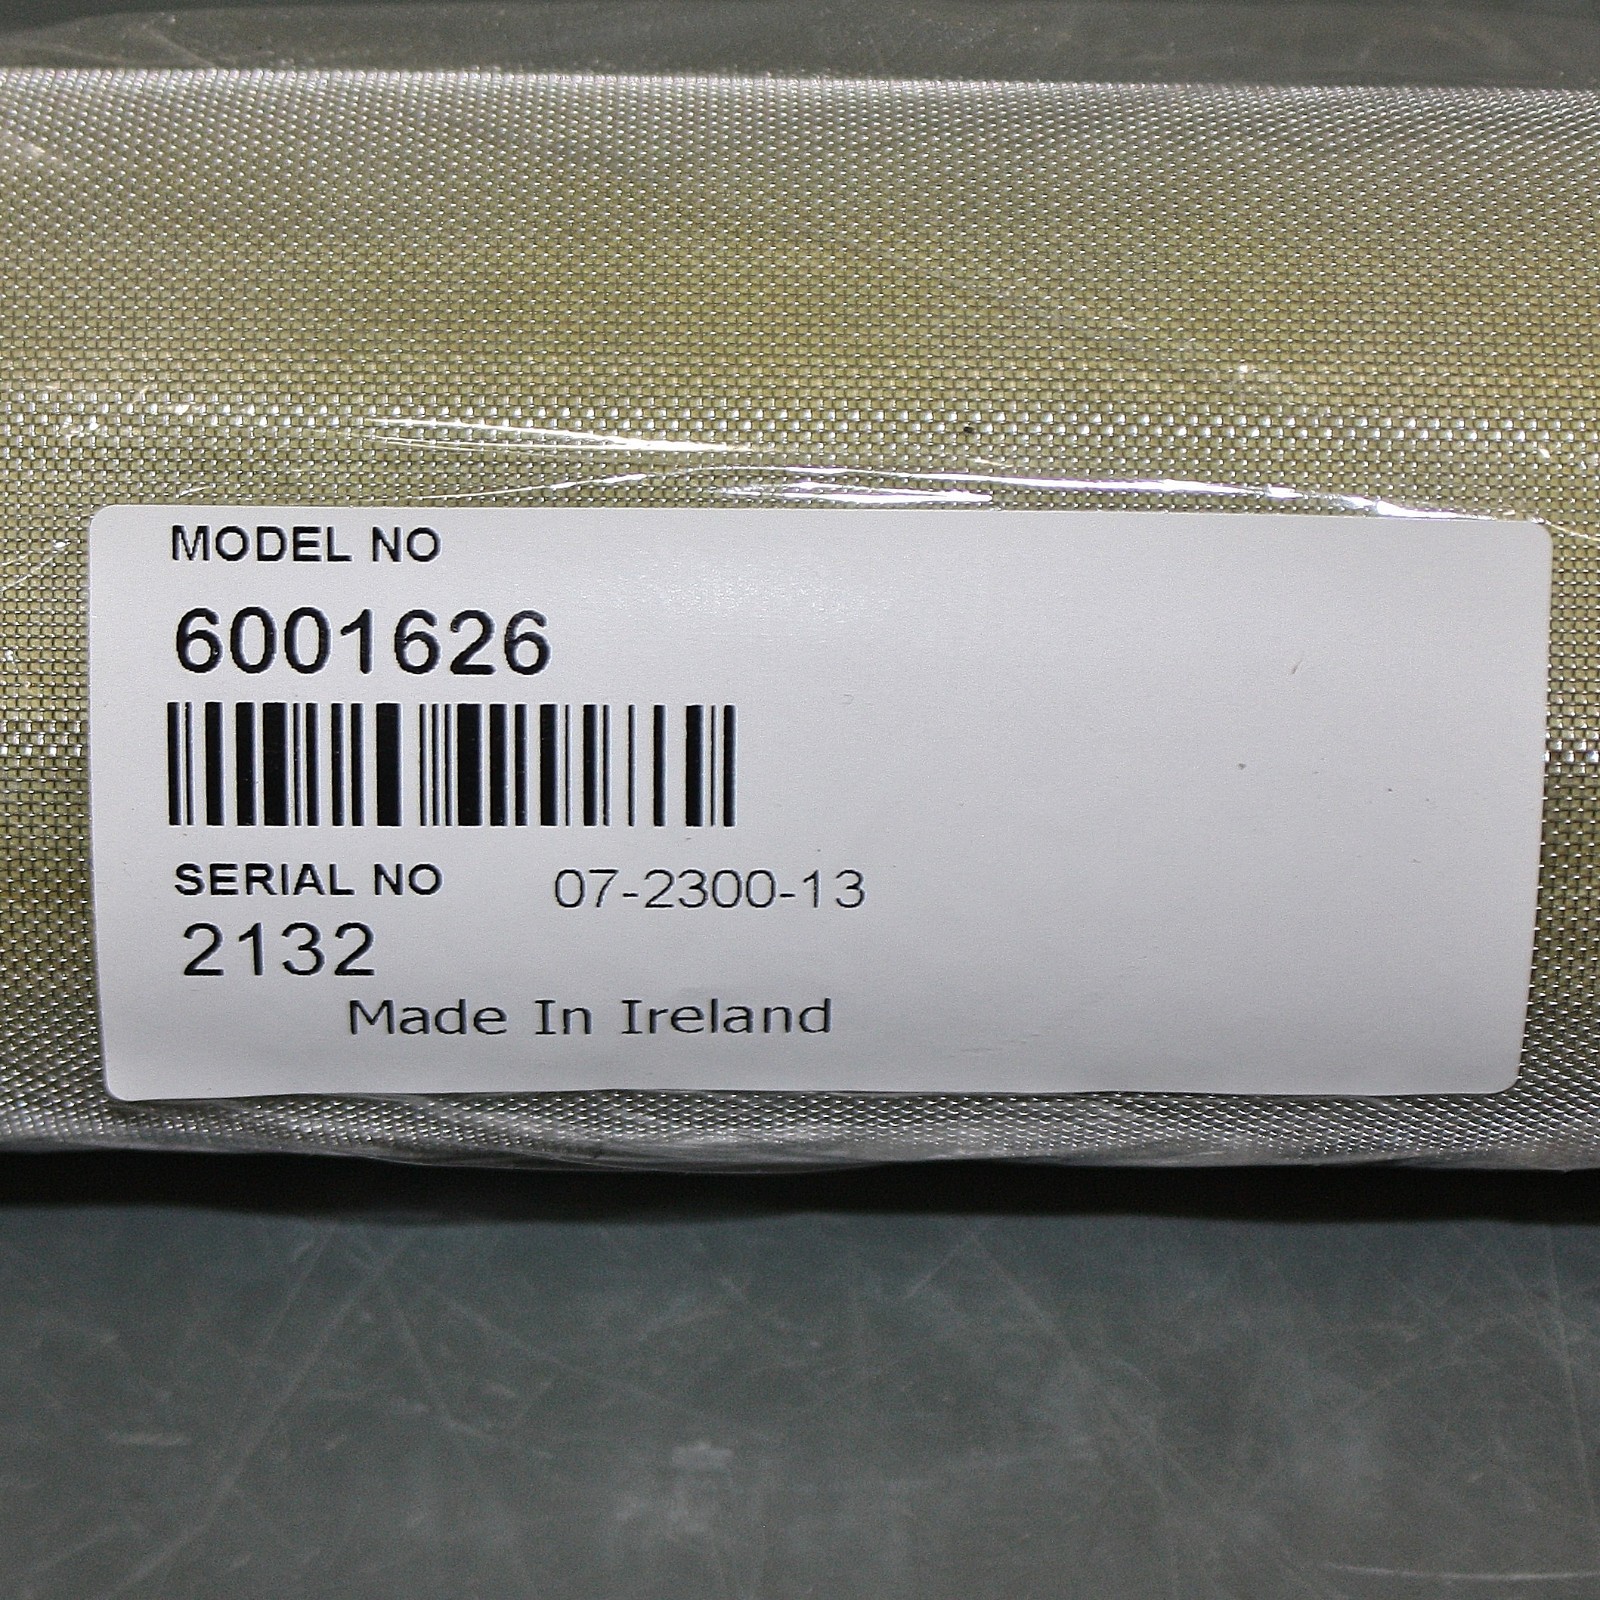 MODEL NO
6001626
SERIAL NO 07-2300-13
2132
Made In Ireland